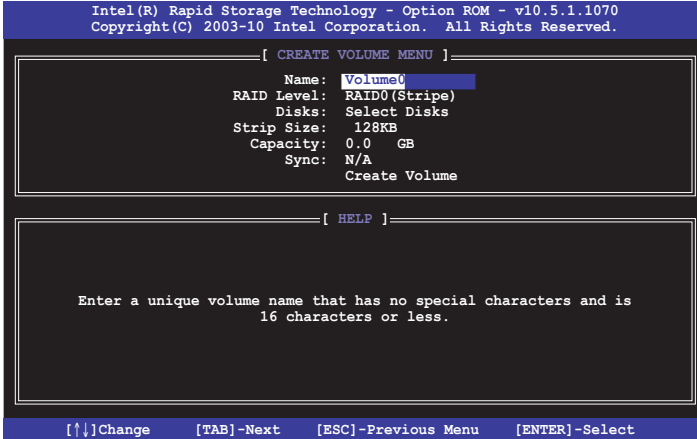 Intel(R) Rapid Storage Technology - Option ROM - v10.5.1.1070
Copyright(C) 2003-10 Intel Corporation.  All Rights Reserved.
[ CREATE VOLUME MENU ]
Name: Volume0
RAID Level: RAID0(Stripe)
Disks: Select Disks
Strip Size: 128KB
Capacity: 0.0 GB
Sync: N/A
Create Volume
[ HELP ]
Enter a unique volume name that has no special characters and is
16 characters or less.
[↑↓]Change [TAB]-Next [ESC]-Previous Menu [ENTER]-Select